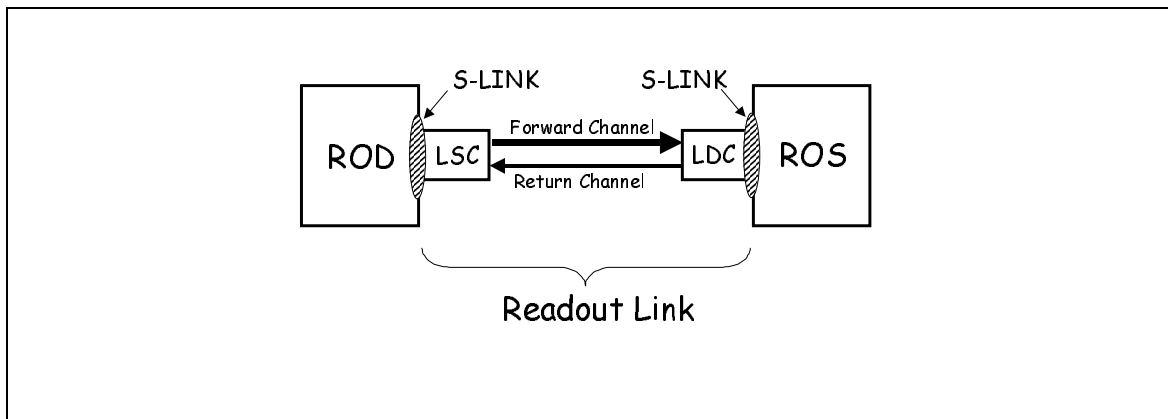 S-LINK
S-LINK
Forward Channel
ROD
LSC
LDC
ROS
Return Channel
Readout Link